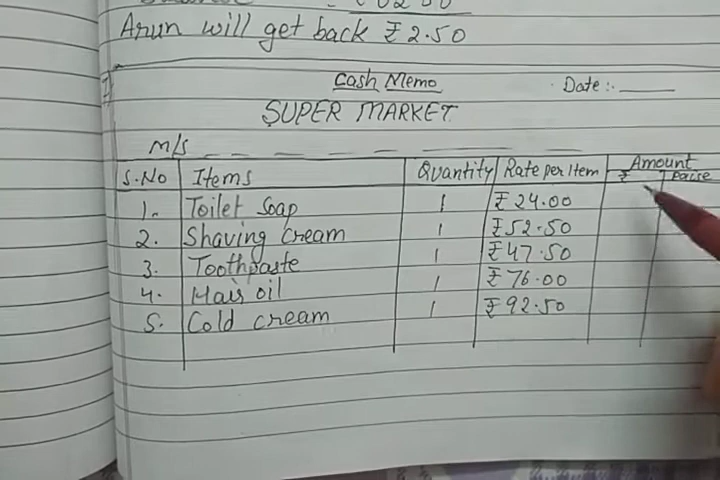 Arun will get back ₹ 2.50
Cash Memo Date :- ______
SUPER MARKET
M/s _ _ _ _ _ _ _
S.No Items Quantity Rate per Item Amount
₹ Paise
1. Toilet Soap 1 ₹ 24.00
2. Shaving cream 1 ₹ 52.50
3. Toothpaste 1 ₹ 47.50
4. Hair oil 1 ₹ 76.00
5. Cold cream 1 ₹ 92.50